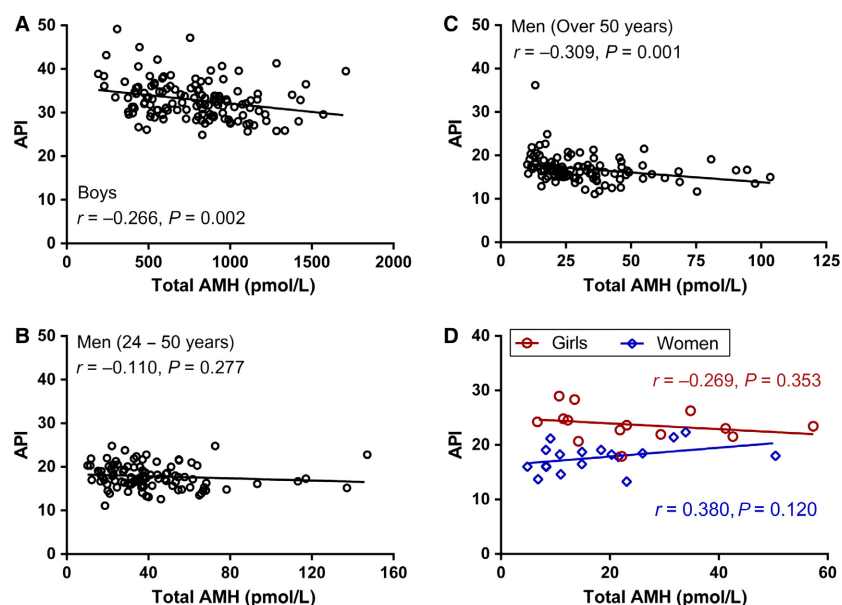 A
50
40
30
20
10
0
API
Boys
r = –0.266, P = 0.002
0 500 1000 1500 2000
Total AMH (pmol/L)
B
50
40
30
20
10
0
API
Men (24 – 50 years)
r = –0.110, P = 0.277
0 40 80 120 160
Total AMH (pmol/L)
C
50
40
30
20
10
0
API
Men (Over 50 years)
r = –0.309, P = 0.001
0 25 50 75 100 125
Total AMH (pmol/L)
D
40
30
20
10
0
API
Girls Women
r = –0.269, P = 0.353
r = 0.380, P = 0.120
0 20 40 60
Total AMH (pmol/L)